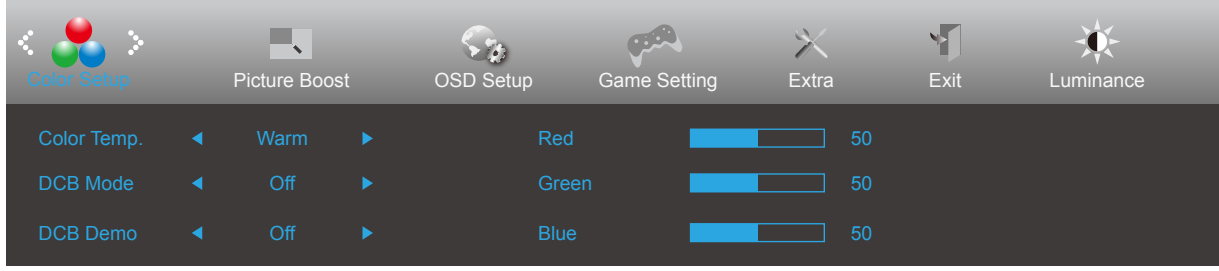 Color Setup Picture Boost OSD Setup Game Setting Extra Exit Luminance
Color Temp. Warm Red 50
DCB Mode Off Green 50
DCB Demo Off Blue 50